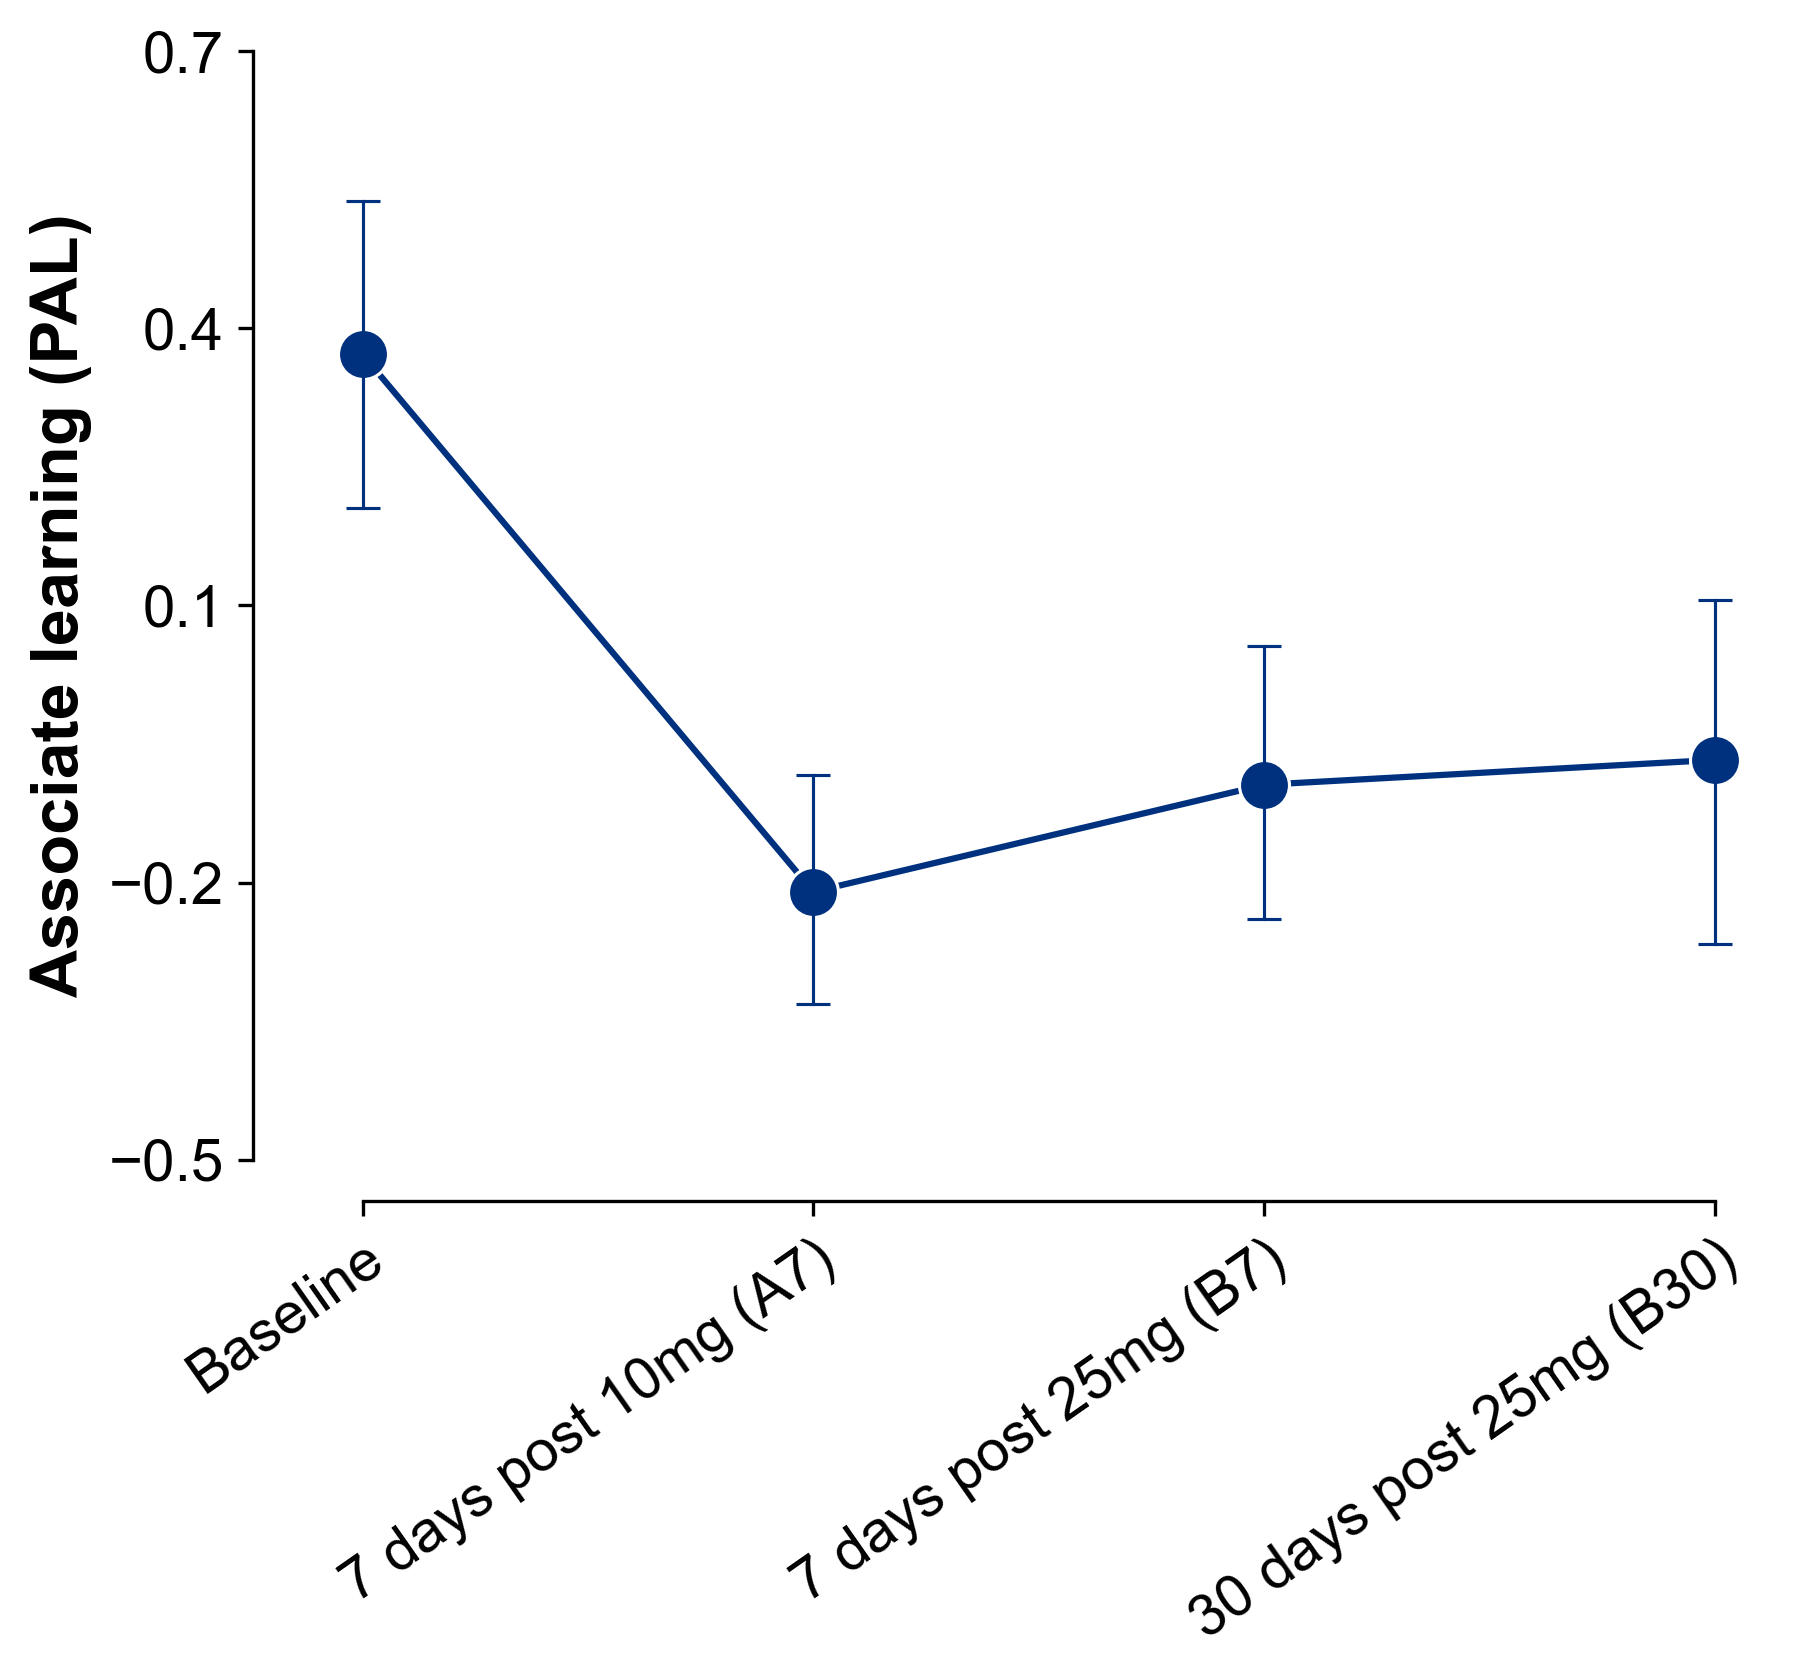 Associate learning (PAL)
0.7
0.4
0.1
−0.2
−0.5
Baseline
7 days post 10mg (A7)
7 days post 25mg (B7)
30 days post 25mg (B30)